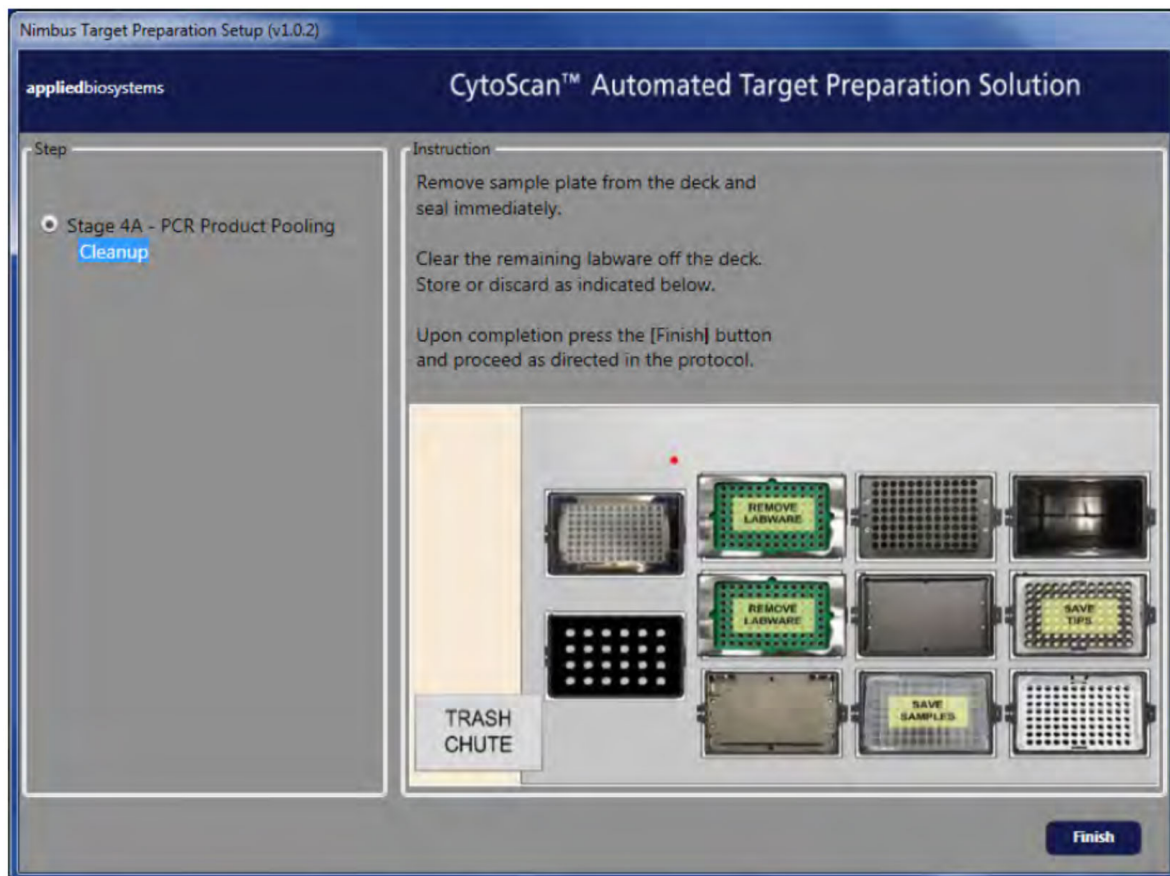 Nimbus Target Preparation Setup (v1.0.2)
appliedbiosystems
CytoScan™ Automated Target Preparation Solution
Step
Stage 4A - PCR Product Pooling
Cleanup
Instruction
Remove sample plate from the deck and
seal immediately.
Clear the remaining labware off the deck.
Store or discard as indicated below.
Upon completion press the [Finish] button
and proceed as directed in the protocol.
REMOVE
LABWARE
REMOVE
LABWARE
SAVE
TIPS
SAVE
SAMPLES
TRASH
CHUTE
Finish